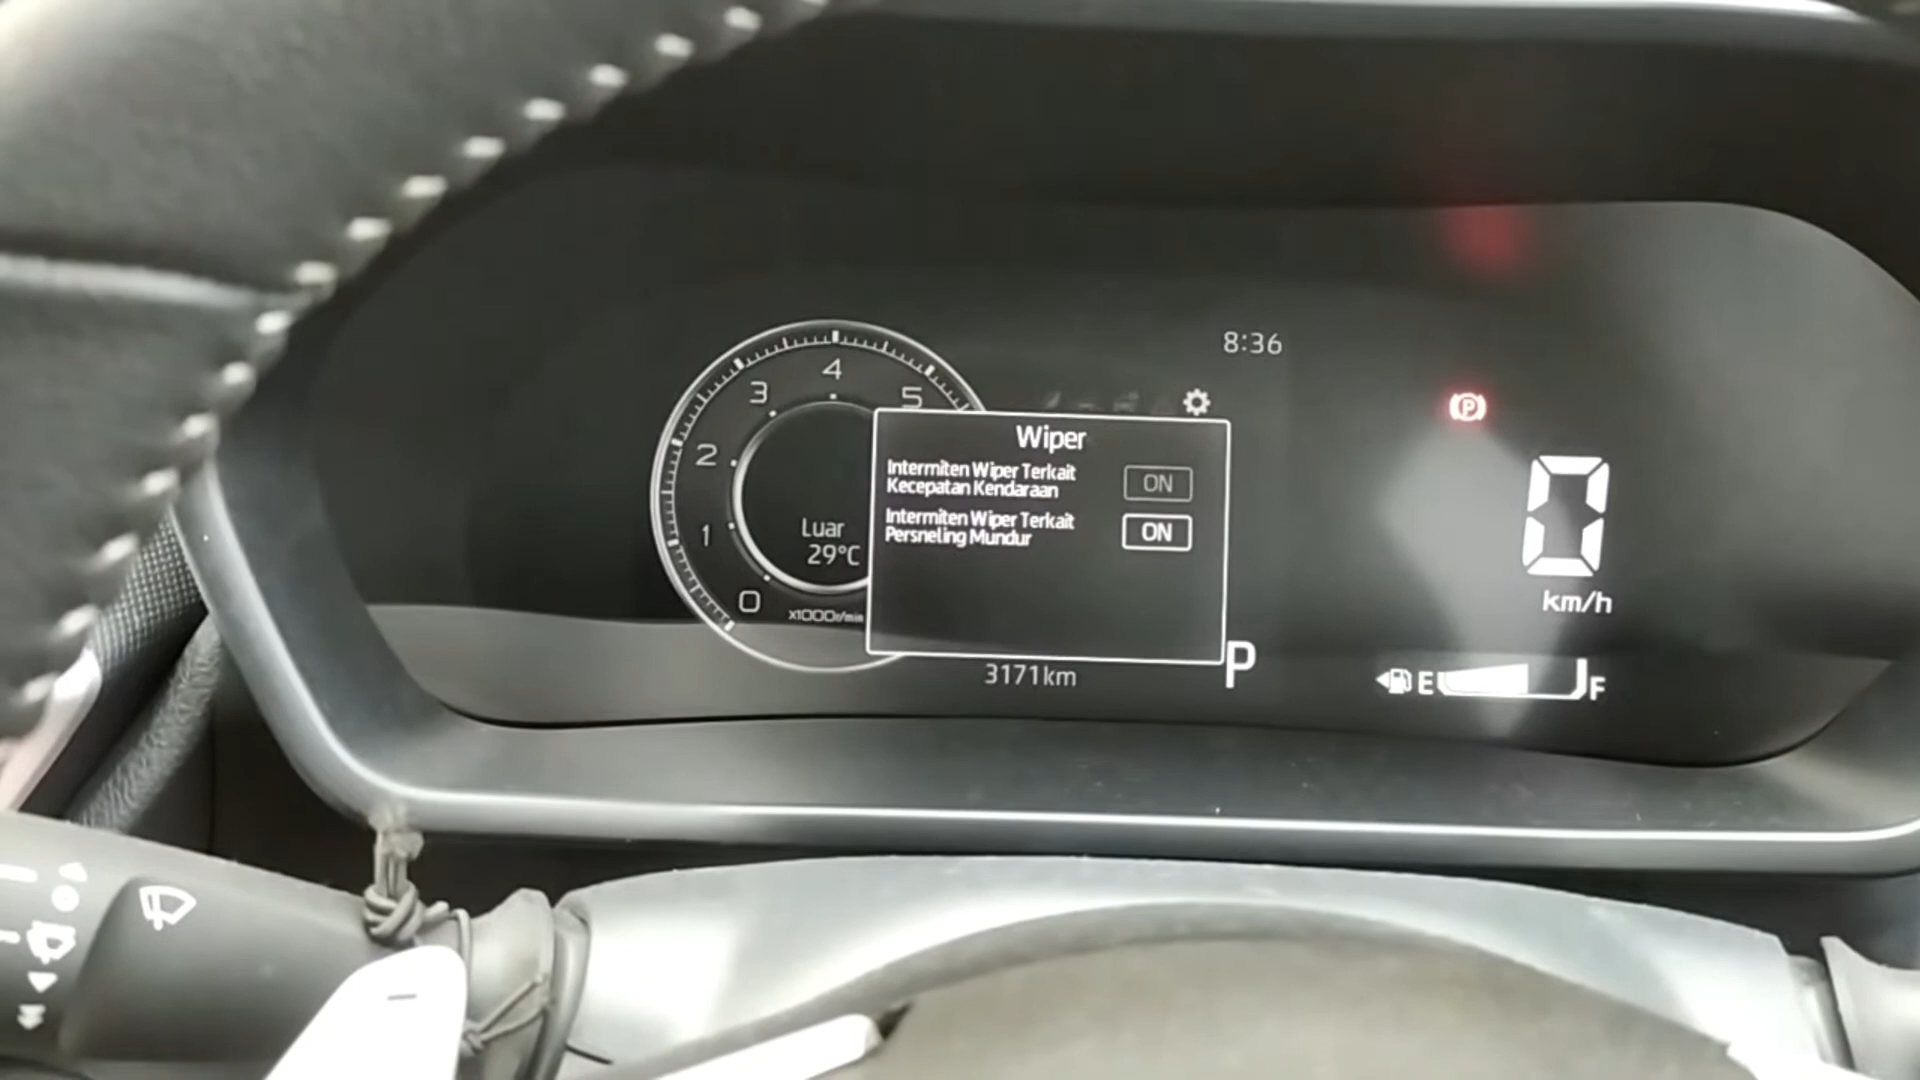 8:36
Wiper
Intermiten Wiper Terkait
Kecepatan Kendaraan
ON
Intermiten Wiper Terkait
Persneling Mundur
ON
0
1
2
3
4
5
x1000r/min
Luar
29°C
3171km
P
(P)
0
km/h
E
F